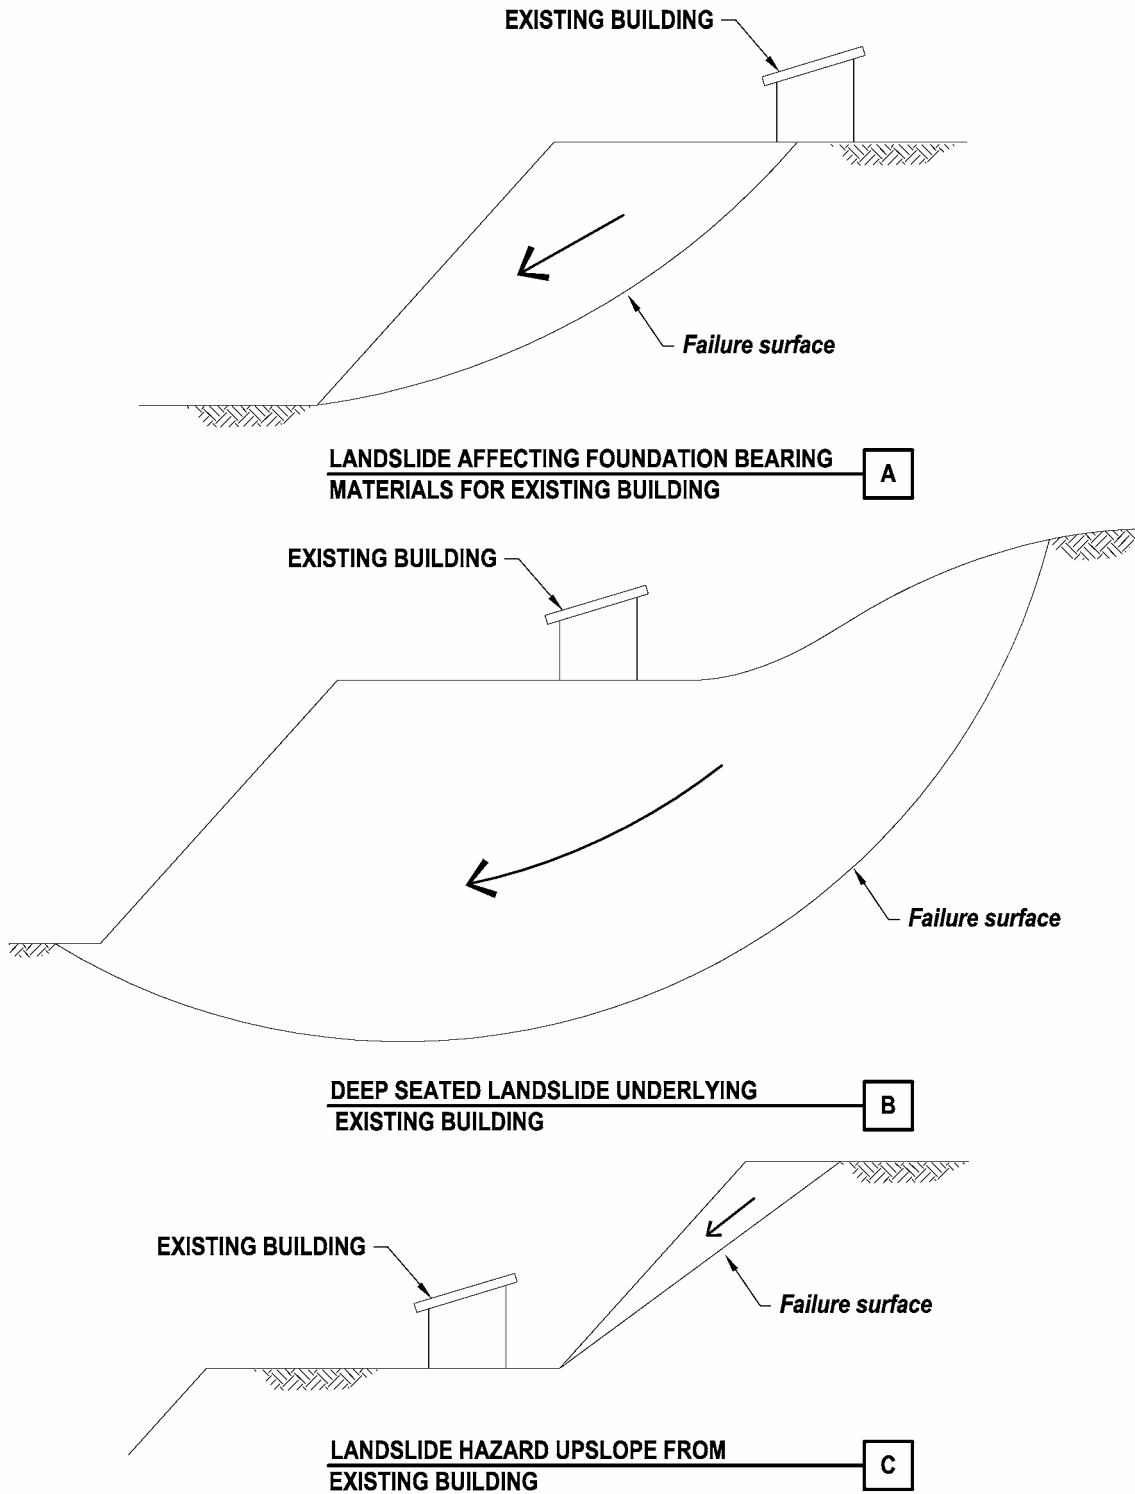 EXISTING BUILDING
Failure surface
LANDSLIDE AFFECTING FOUNDATION BEARING
MATERIALS FOR EXISTING BUILDING
A
EXISTING BUILDING
Failure surface
DEEP SEATED LANDSLIDE UNDERLYING
EXISTING BUILDING
B
EXISTING BUILDING
Failure surface
LANDSLIDE HAZARD UPSLOPE FROM
EXISTING BUILDING
C